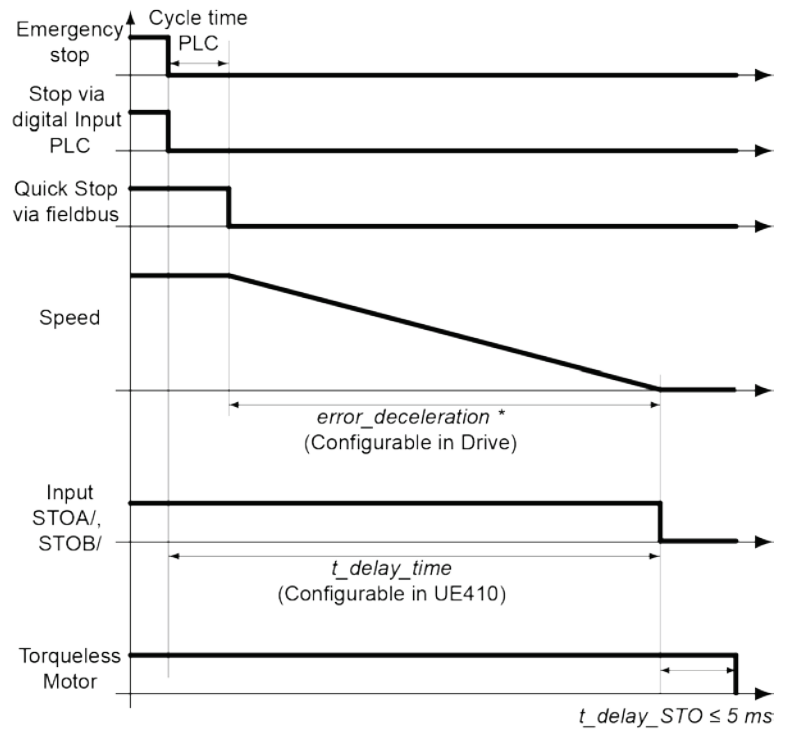 Emergency
stop
Cycle time
PLC
Stop via
digital Input
PLC
Quick Stop
via fieldbus
Speed
error_deceleration *
(Configurable in Drive)
Input
STOA/,
STOB/
t_delay_time
(Configurable in UE410)
Torqueless
Motor
t_delay_STO ≤ 5 ms